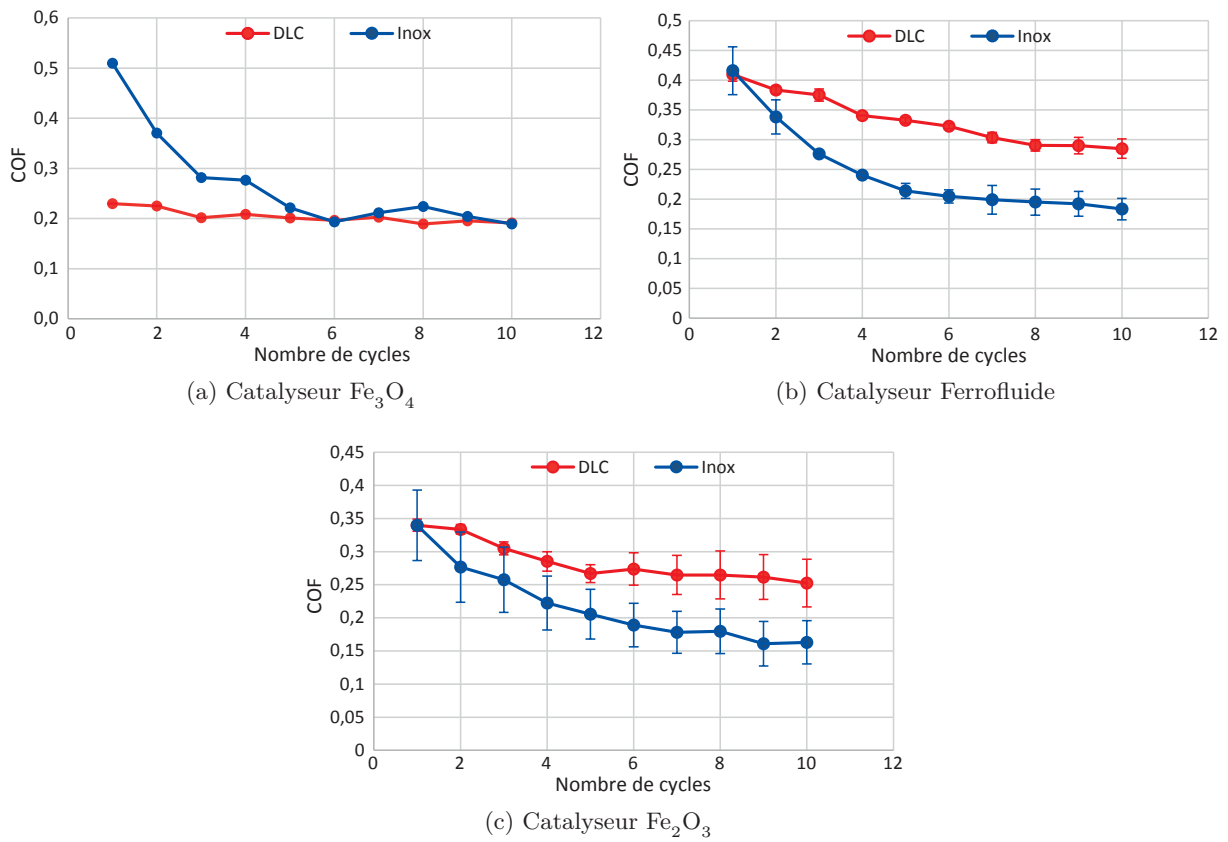 DLC Inox
0,6
0,5
0,4
0,3
0,2
0,1
0,0
COF
0 2 4 6 8 10 12
Nombre de cycles
(a) Catalyseur Fe3O4
DLC Inox
0,5
0,45
0,4
0,35
0,3
0,25
0,2
0,15
0,1
0,05
0
COF
0 2 4 6 8 10 12
Nombre de cycles
(b) Catalyseur Ferrofluide
DLC Inox
0,45
0,4
0,35
0,3
0,25
0,2
0,15
0,1
0,05
0
COF
0 2 4 6 8 10 12
Nombre de cycles
(c) Catalyseur Fe2O3